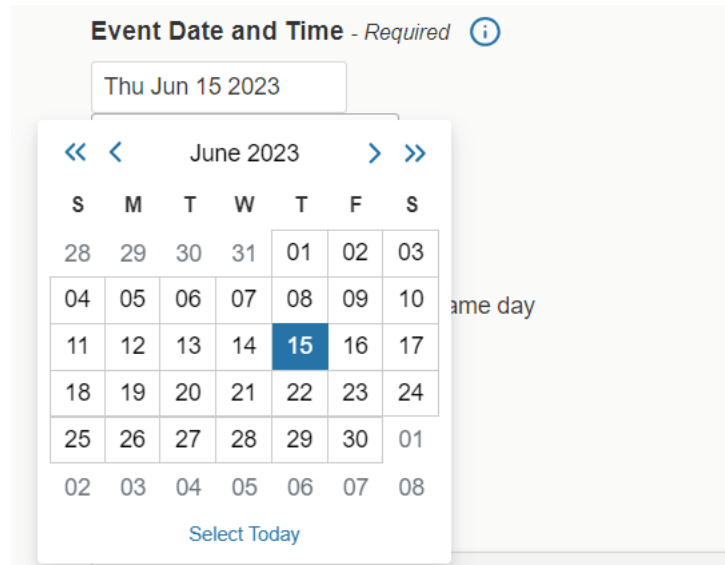 Event Date and Time - Required
Thu Jun 15 2023
June 2023
S M T W T F S
28 29 30 31 01 02 03
04 05 06 07 08 09 10
ame day
11 12 13 14 15 16 17
18 19 20 21 22 23 24
25 26 27 28 29 30 01
02 03 04 05 06 07 08
Select Today